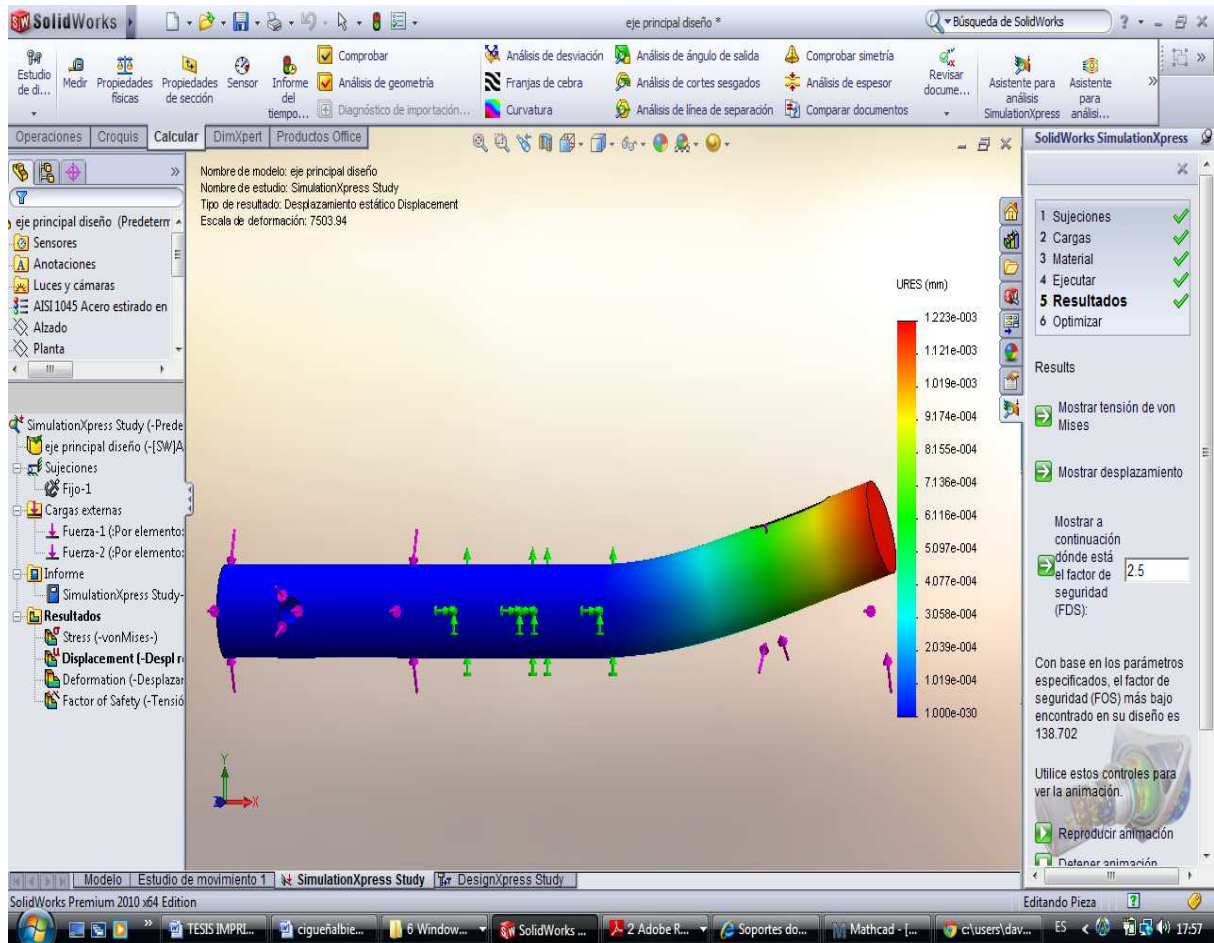 SolidWorks
eje principal diseño *
Búsqueda de SolidWorks
Estudio de di...
Medir
Propiedades físicas
Propiedades de sección
Sensor
Informe del tiempo...
Comprobar
Análisis de geometría
Diagnóstico de importación...
Análisis de desviación
Franjas de cebra
Curvatura
Análisis de ángulo de salida
Análisis de cortes sesgados
Análisis de línea de separación
Comprobar simetría
Análisis de espesor
Comparar documentos
Revisar docume...
Asistente para análisis SimulationXpress
Asistente para análisi...
Operaciones
Croquis
Calcular
DimXpert
Productos Office
eje principal diseño (Predeterm
Sensores
Anotaciones
Luces y cámaras
AISI 1045 Acero estirado en
Alzado
Planta
SimulationXpress Study (-Prede
eje principal diseño (-[SW]A
Sujeciones
Fijo-1
Cargas externas
Fuerza-1 (:Por elemento:
Fuerza-2 (:Por elemento:
Informe
SimulationXpress Study-
Resultados
Stress (-vonMises-)
Displacement (-Despl r
Deformation (-Desplazar
Factor of Safety (-Tensió
Nombre de modelo: eje principal diseño
Nombre de estudio: SimulationXpress Study
Tipo de resultado: Desplazamiento estático Displacement
Escala de deformación: 7503.94
URES (mm)
1.223e-003
1.121e-003
1.019e-003
9.174e-004
8.155e-004
7.136e-004
6.116e-004
5.097e-004
4.077e-004
3.058e-004
2.039e-004
1.019e-004
1.000e-030
Y
X
SolidWorks SimulationXpress
1 Sujeciones
2 Cargas
3 Material
4 Ejecutar
5 Resultados
6 Optimizar
Results
Mostrar tensión de von
Mises
Mostrar desplazamiento
Mostrar a
continuación
dónde está
el factor de
seguridad
(FDS):
2.5
Con base en los parámetros
especificados, el factor de
seguridad (FOS) más bajo
encontrado en su diseño es
138.702
Utilice estos controles para
ver la animación.
Reproducir animación
Detener animación
Modelo
Estudio de movimiento 1
SimulationXpress Study
DesignXpress Study
SolidWorks Premium 2010 x64 Edition
Editando Pieza
TESIS IMPRI...
cigueñalbie...
6 Window...
SolidWorks ...
2 Adobe R...
Soportes do...
Mathcad - [...
c:\users\dav...
ES
17:57